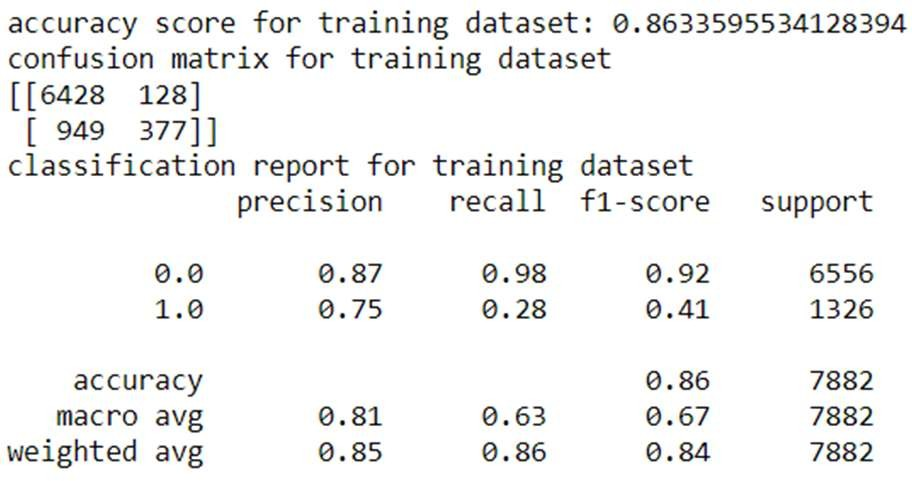 accuracy score for training dataset: 0.8633595534128394
confusion matrix for training dataset
[[6428  128]
 [ 949  377]]
classification report for training dataset
              precision    recall  f1-score   support

         0.0       0.87      0.98      0.92      6556
         1.0       0.75      0.28      0.41      1326

    accuracy                           0.86      7882
   macro avg       0.81      0.63      0.67      7882
weighted avg       0.85      0.86      0.84      7882